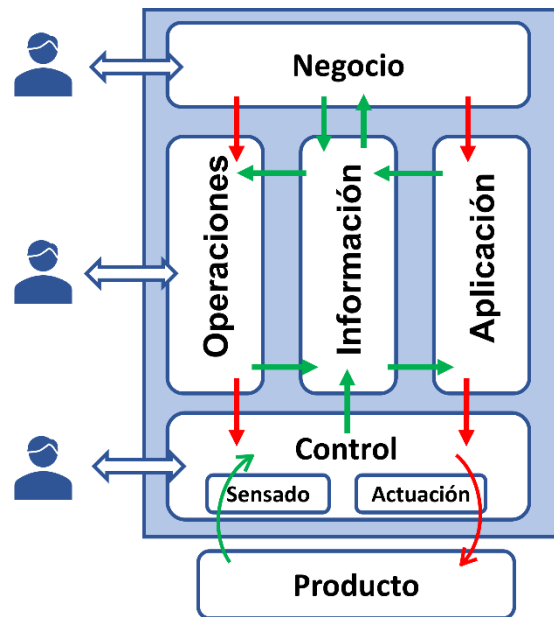 Negocio
Operaciones
Información
Aplicación
Control
Sensado
Actuación
Producto